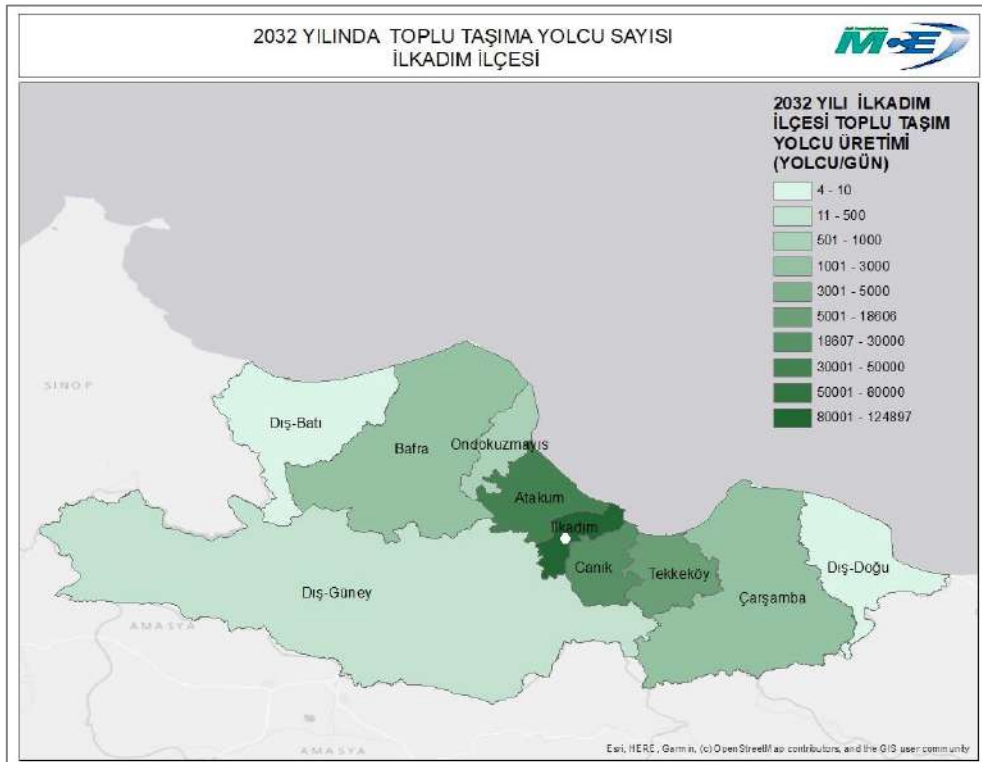 2032 YILINDA TOPLU TAŞIMA YOLCU SAYISI
İLKADIM İLÇESİ
M E
2032 YILI İLKADIM
İLÇESİ TOPLU TAŞIM
YOLCU ÜRETİMİ
(YOLCU/GÜN)
4 - 10
11 - 500
501 - 1000
1001 - 3000
3001 - 5000
5001 - 18606
18607 - 30000
30001 - 50000
50001 - 80000
80001 - 124897
SINOP
Dış-Batı
Bafra
Ondokuzmayıs
Atakum
İlkadım
Canik
Tekkeköy
Dış-Doğu
Çarşamba
Dış-Güney
AMASYA
AMASYA
Esri, HERE, Garmin, (c) OpenStreetMap contributors, and the GIS user community